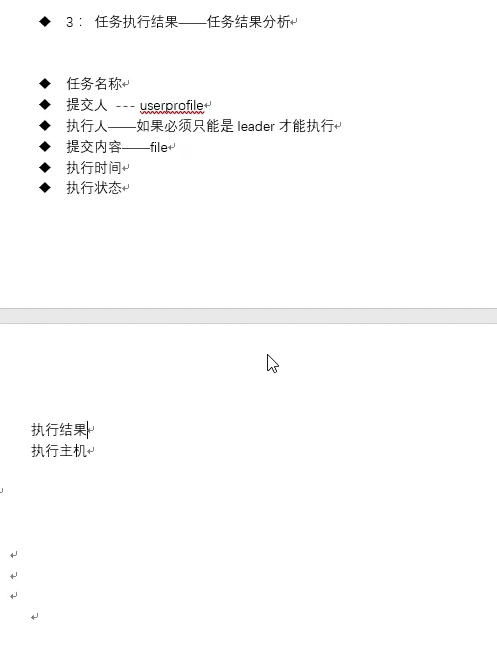 ◆ 3： 任务执行结果——任务结果分析
◆ 任务名称
◆ 提交人 --- userprofile
◆ 执行人——如果必须只能是 leader 才能执行
◆ 提交内容——file
◆ 执行时间
◆ 执行状态
执行结果
执行主机